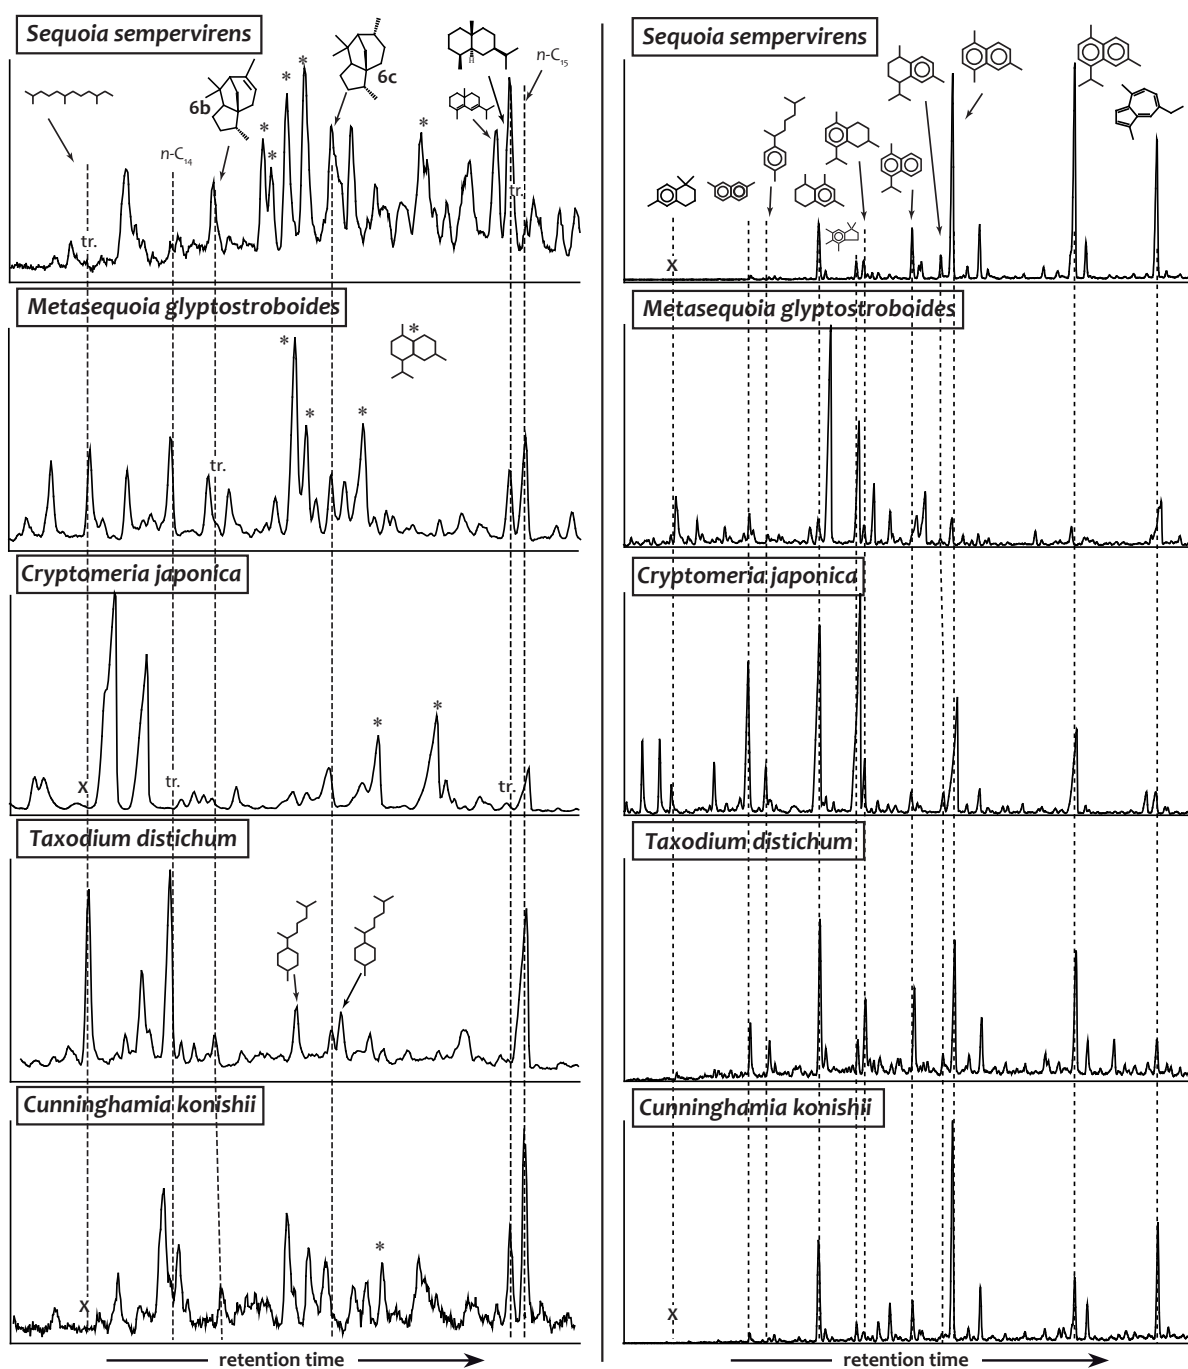 Sequoia sempervirens
6b
6c
n-C15
n-C14
* * * * * *
tr.
tr.
H
Metasequoia glyptostroboides
* * * *
tr.
Cryptomeria japonica
X
tr.
* *
tr.
Taxodium distichum
Cunninghamia konishii
X
*
retention time
Sequoia sempervirens
X
Metasequoia glyptostroboides
Cryptomeria japonica
Taxodium distichum
Cunninghamia konishii
X
retention time